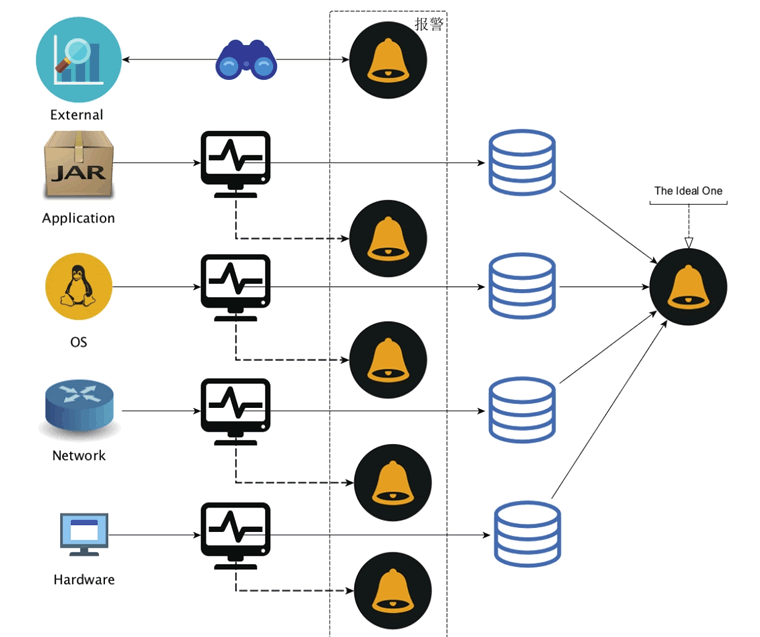 报警
External
JAR
Application
The Ideal One
OS
Network
Hardware